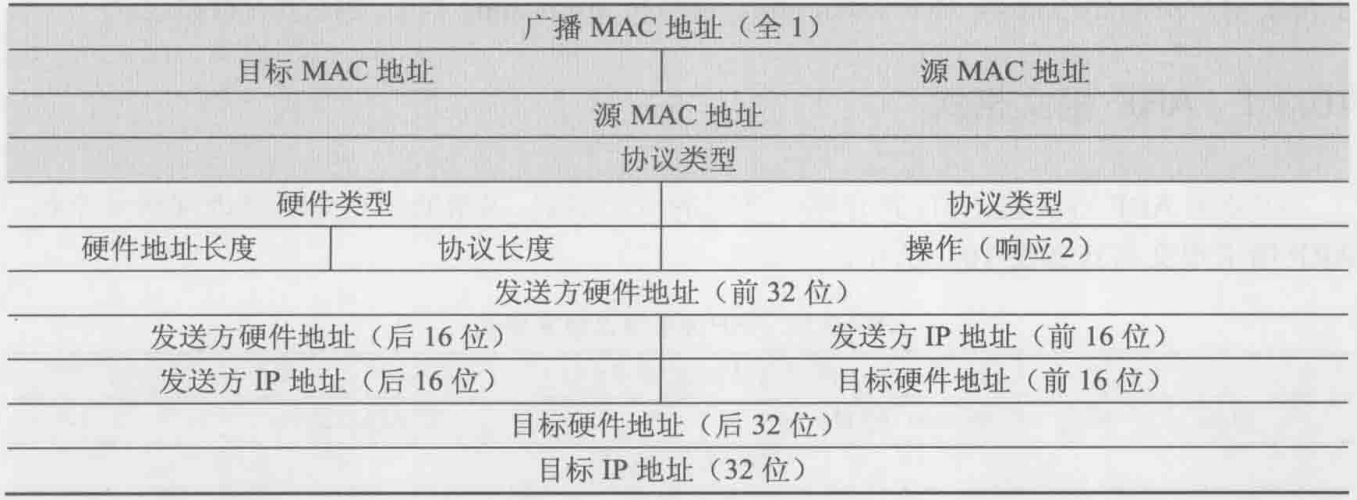 广播 MAC 地址（全 1）
目标 MAC 地址 源 MAC 地址
源 MAC 地址
协议类型
硬件类型 协议类型
硬件地址长度 协议长度 操作（响应 2）
发送方硬件地址（前 32 位）
发送方硬件地址（后 16 位） 发送方 IP 地址（前 16 位）
发送方 IP 地址（后 16 位） 目标硬件地址（前 16 位）
目标硬件地址（后 32 位）
目标 IP 地址（32 位）